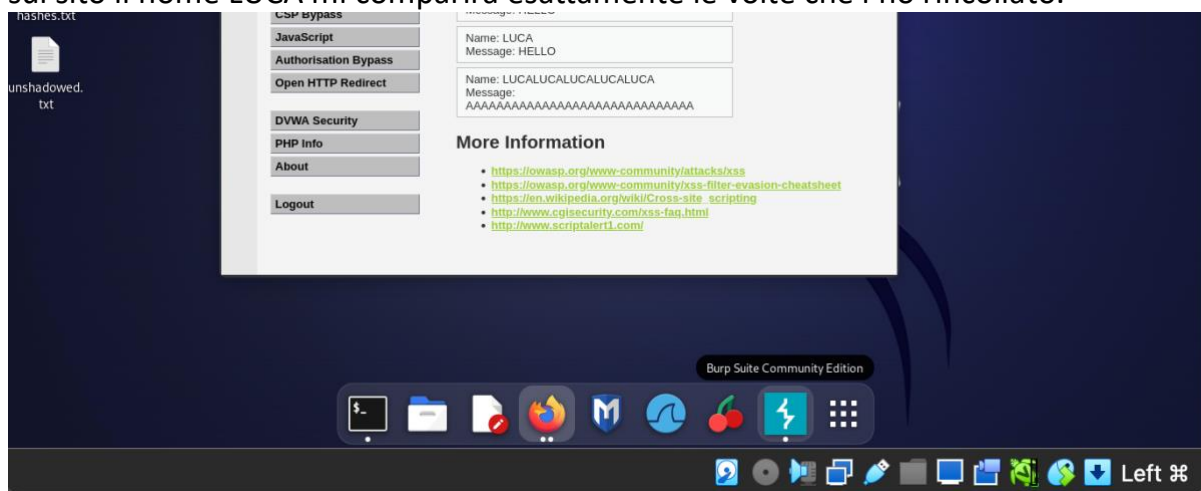 sul sito il nome LUCA mi comparirà esattamente le volte che l'ho rincollato.
hashes.txt
unshadowed.
txt
CSP Bypass
JavaScript
Authorisation Bypass
Open HTTP Redirect
DVWA Security
PHP Info
About
Logout
Message: HELLO
Name: LUCA
Message: HELLO
Name: LUCALUCALUCALUCALUCA
Message:
AAAAAAAAAAAAAAAAAAAAAAAAAAAAAA
More Information
https://owasp.org/www-community/attacks/xss
https://owasp.org/www-community/xss-filter-evasion-cheatsheet
https://en.wikipedia.org/wiki/Cross-site_scripting
http://www.cgisecurity.com/xss-faq.html
http://www.scriptalert1.com/
Burp Suite Community Edition
$_
Left ⌘